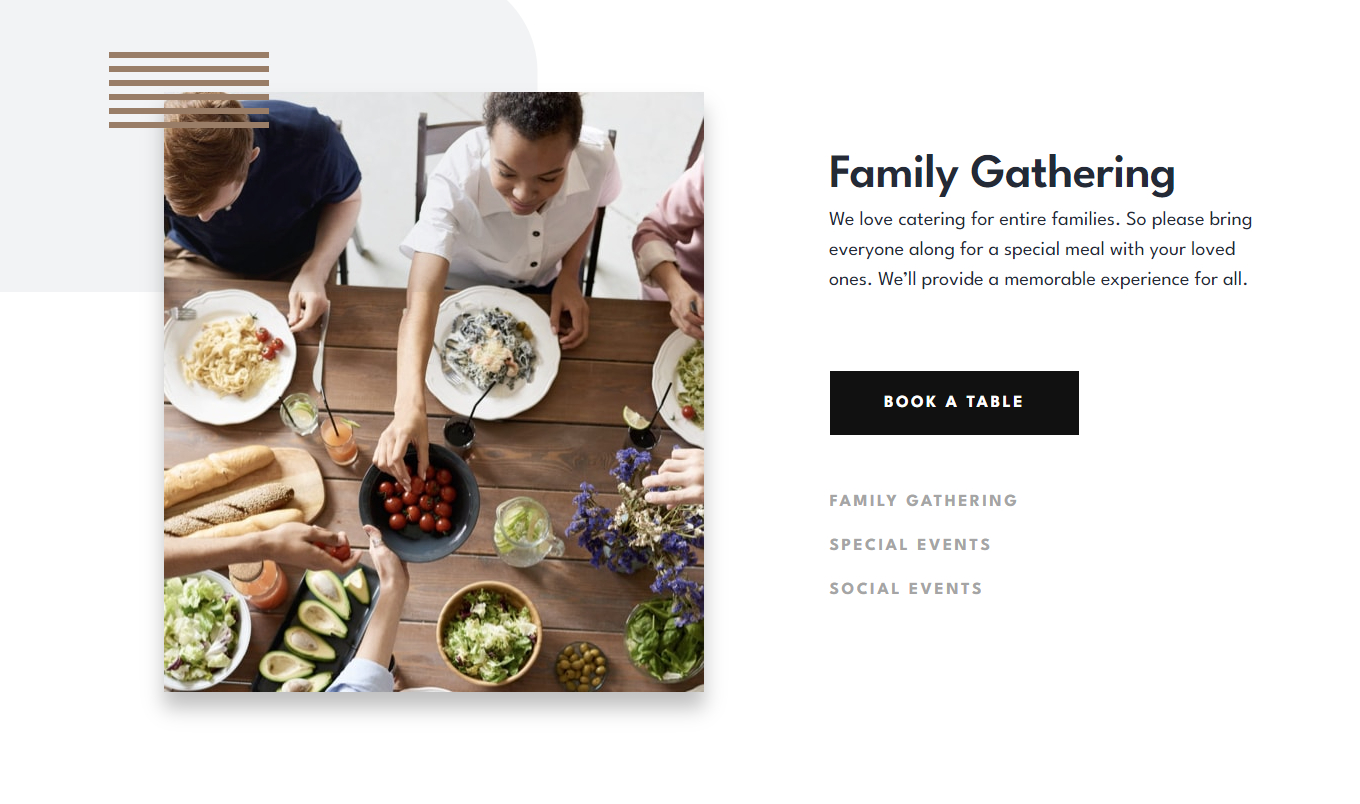 Family Gathering
We love catering for entire families. So please bring
everyone along for a special meal with your loved
ones. We’ll provide a memorable experience for all.
BOOK A TABLE
FAMILY GATHERING
SPECIAL EVENTS
SOCIAL EVENTS